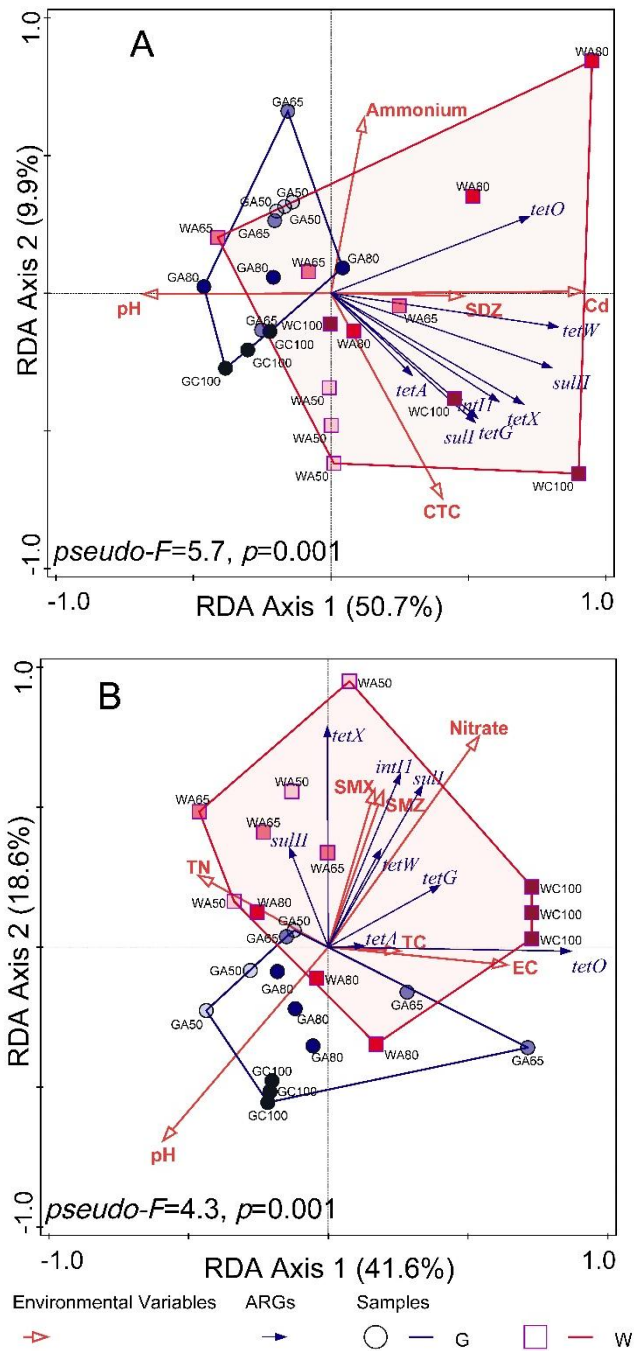 A
1.0
WA80
GA65
Ammonium
WA80
GA50
GA50
tetO
GA50
WA65
GA65
GA80
WA65
GA80
pH
SDZ
Cd
GA65
WC100
WA65
tetW
GC100
WA80
GC100
tetA
sulII
WA50
WC100
intI1
tetX
sulI
tetG
WA50
WA50
WC100
CTC
pseudo-F=5.7, p=0.001
-1.0
RDA Axis 2 (9.9%)
-1.0
1.0
RDA Axis 1 (50.7%)
B
1.0
WA50
tetX
Nitrate
intI1
sulI
WA50
SMX
SMZ
WA65
WA65
sulII
WA65
tetW
TN
tetG
WC100
WA50
WA80
WC100
GA50
GA65
WC100
tetA
TC
tetO
EC
GA50
GA80
WA80
GA65
GA50
GA80
GA80
WA80
GA65
GC100
GC100
GC100
pH
pseudo-F=4.3, p=0.001
-1.0
RDA Axis 2 (18.6%)
-1.0
1.0
RDA Axis 1 (41.6%)
Environmental Variables ARGs Samples
G W